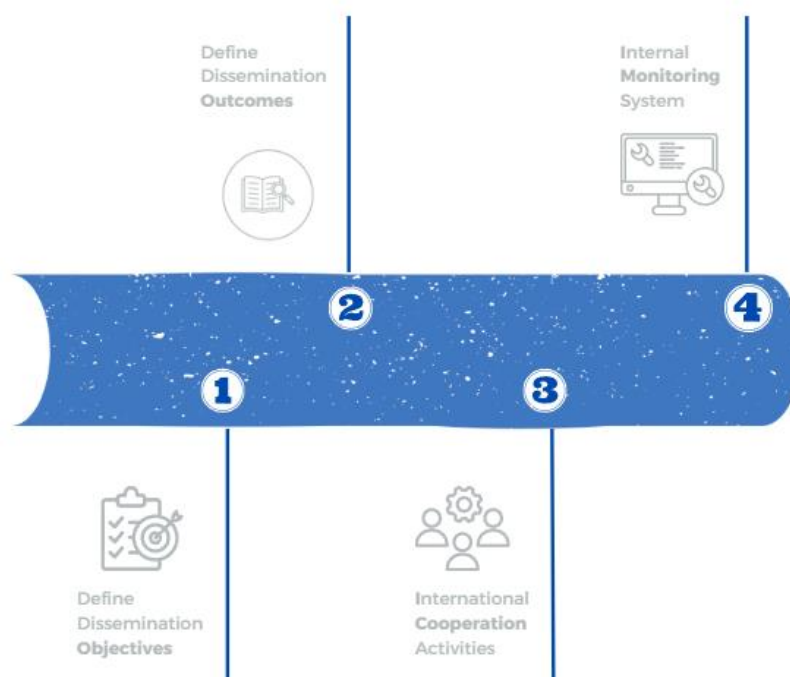 Define
Dissemination
Outcomes
Internal
Monitoring
System
2
4
1
3
Define
Dissemination
Objectives
International
Cooperation
Activities